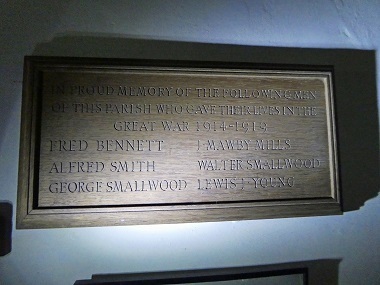 IN PROUD MEMORY OF THE FOLLOWING MEN
OF THIS PARISH WHO GAVE THEIR LIVES IN THE
GREAT WAR 1914-1918
FRED BENNETT J MAWBY MILLS
ALFRED SMITH WALTER SMALLWOOD
GEORGE SMALLWOOD LEWIS J YOUNG